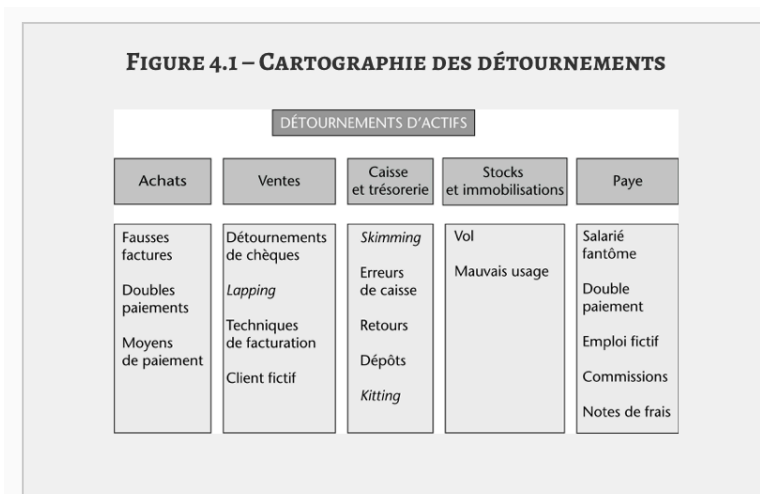 FIGURE 4.1 – CARTOGRAPHIE DES DÉTOURNEMENTS
DÉTOURNEMENTS D'ACTIFS
Achats
Ventes
Caisse
et trésorerie
Stocks
et immobilisations
Paye
Fausses
factures
Doubles
paiements
Moyens
de paiement
Détournements
de chèques
Lapping
Techniques
de facturation
Client fictif
Skimming
Erreurs
de caisse
Retours
Dépôts
Kitting
Vol
Mauvais usage
Salarié
fantôme
Double
paiement
Emploi fictif
Commissions
Notes de frais